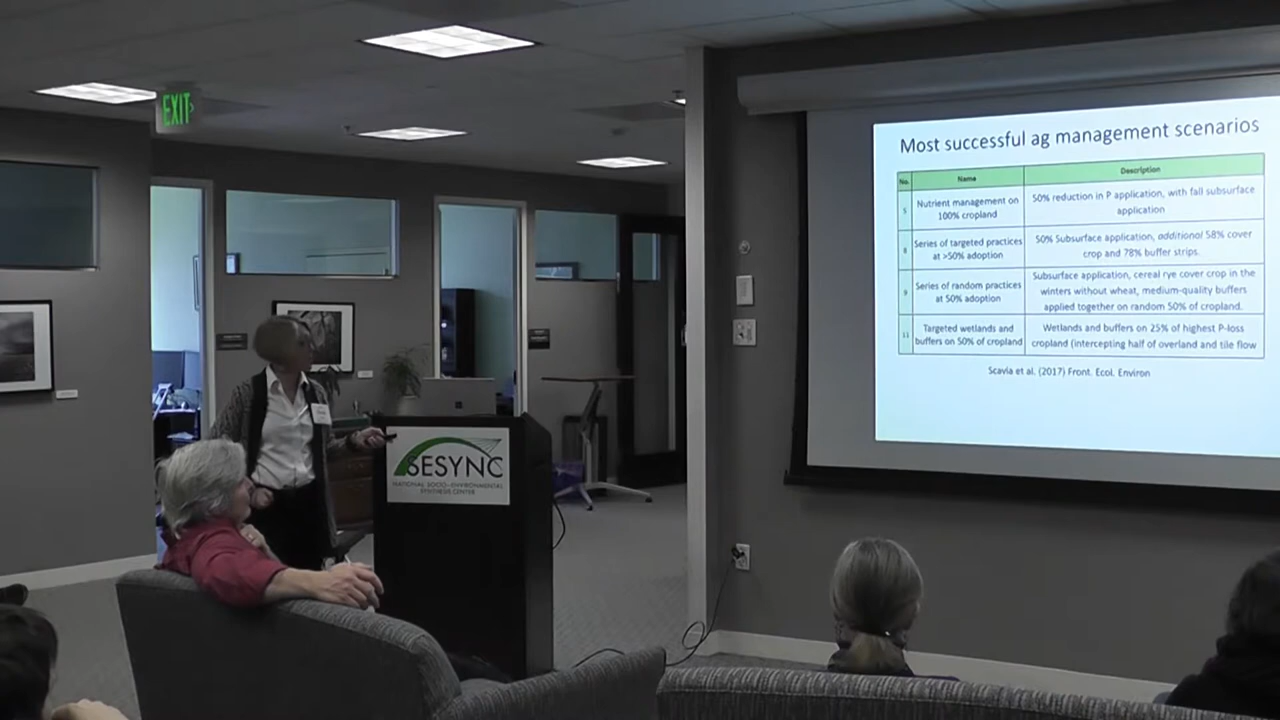 EXIT
Most successful ag management scenarios
No. Name Description
5 Nutrient management on 100% cropland
50% reduction in P application, with fall subsurface application
8 Series of targeted practices at >50% adoption
50% Subsurface application, additional 58% cover crop and 78% buffer strips.
9 Series of random practices at 50% adoption
Subsurface application, cereal rye cover crop in the winters without wheat, medium-quality buffers applied together on random 50% of cropland.
11 Targeted wetlands and buffers on 50% of cropland
Wetlands and buffers on 25% of highest P-loss cropland (intercepting half of overland and tile flow
Scavia et al. (2017) Front. Ecol. Environ
SESYNC
NATIONAL SOCIO-ENVIRONMENTAL
SYNTHESIS CENTER